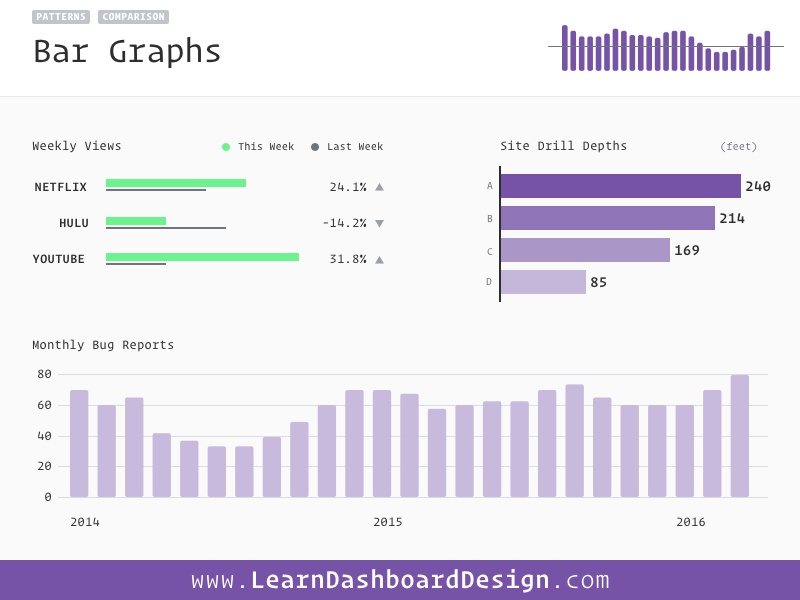 PATTERNS COMPARISON
Bar Graphs
Weekly Views
This Week Last Week
NETFLIX 24.1% ▲
HULU -14.2% ▼
YOUTUBE 31.8% ▲
Site Drill Depths (feet)
A 240
B 214
C 169
D 85
Monthly Bug Reports
80
60
40
20
0
2014 2015 2016
www.LearnDashboardDesign.com